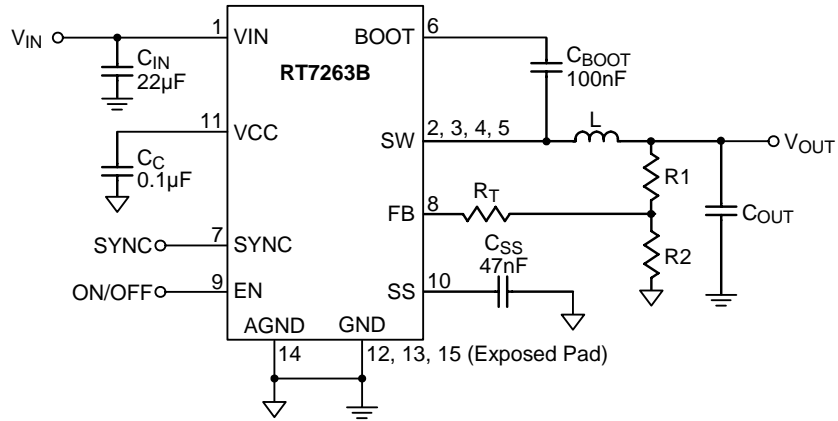 VIN
CIN
22µF
1
VIN
BOOT
6
CBOOT
100nF
RT7263B
11
VCC
CC
0.1µF
SW
2, 3, 4, 5
L
VOUT
R1
COUT
SYNC
7
SYNC
FB
8
RT
R2
ON/OFF
9
EN
SS
10
CSS
47nF
AGND
14
GND
12, 13, 15 (Exposed Pad)